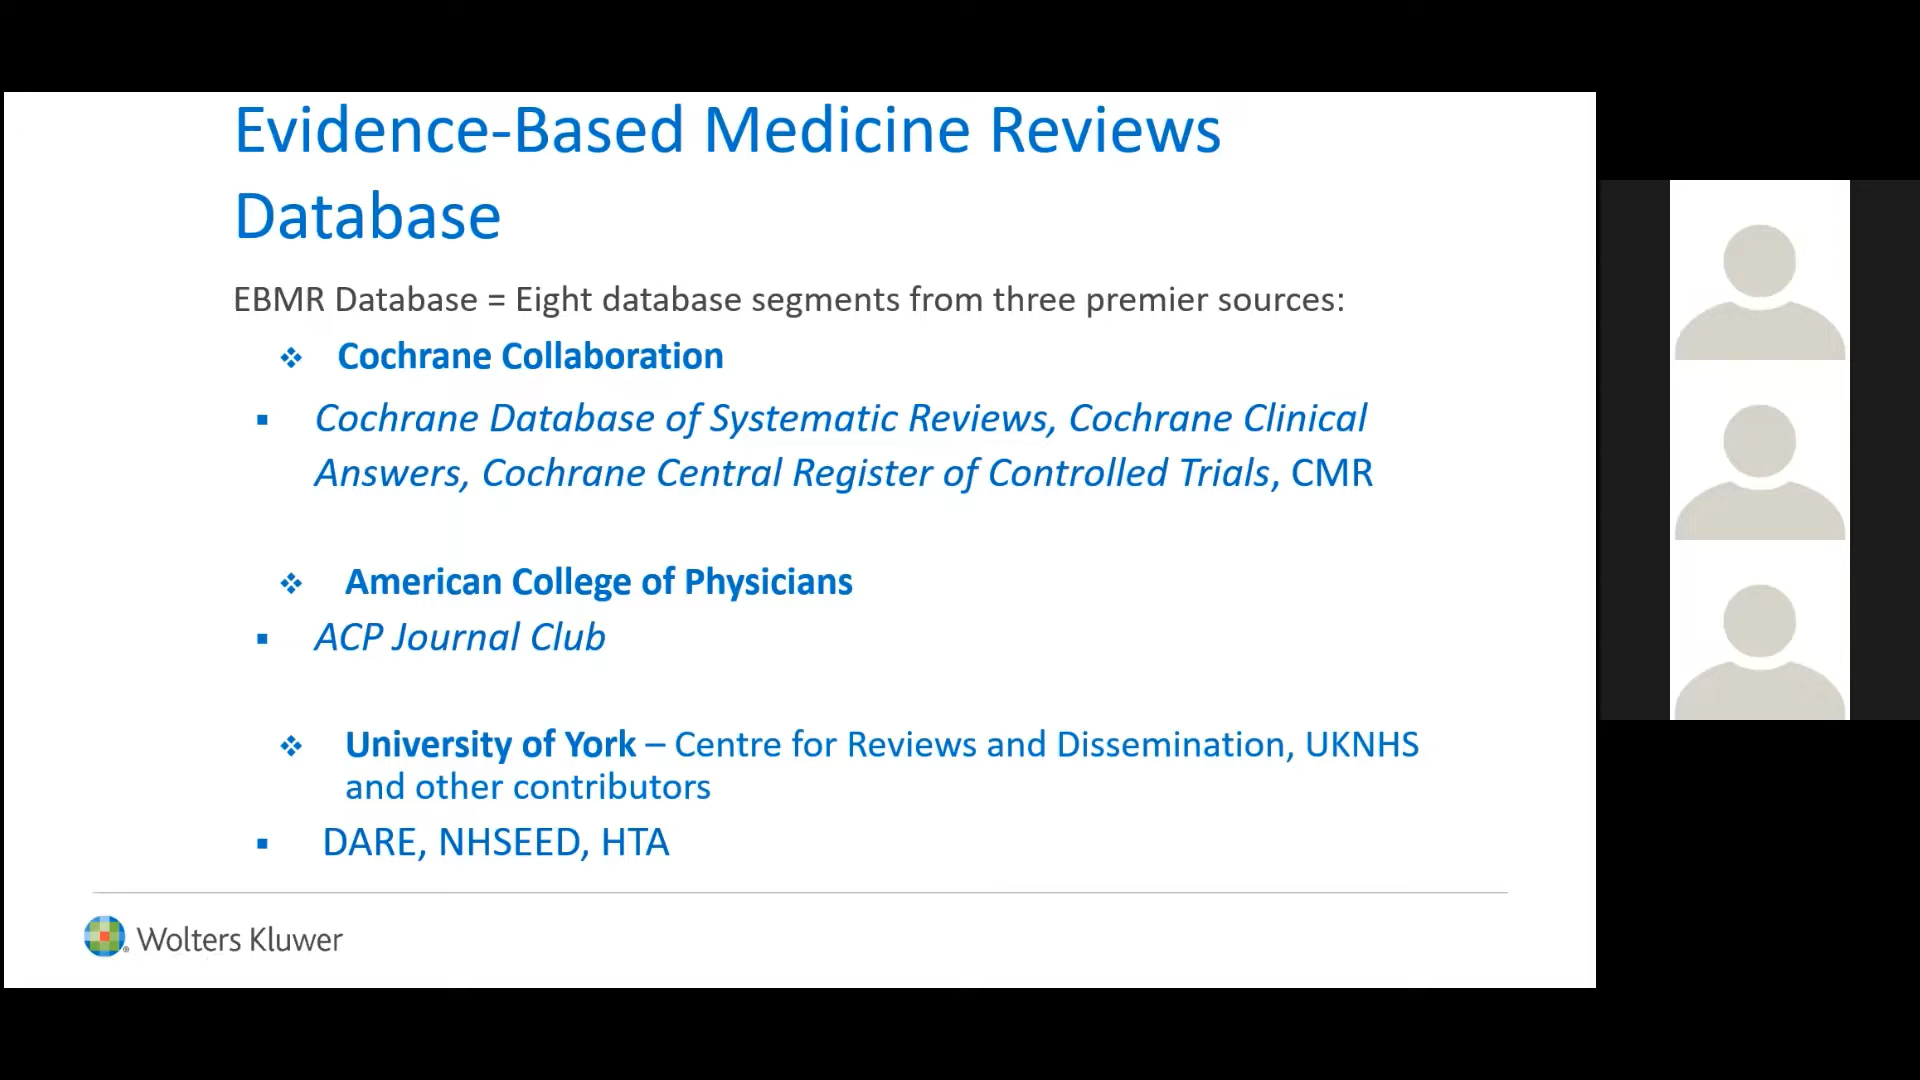 Evidence-Based Medicine Reviews
Database
EBMR Database = Eight database segments from three premier sources:
❖ Cochrane Collaboration
▪ Cochrane Database of Systematic Reviews, Cochrane Clinical
Answers, Cochrane Central Register of Controlled Trials, CMR
❖ American College of Physicians
▪ ACP Journal Club
❖ University of York – Centre for Reviews and Dissemination, UKNHS
and other contributors
▪ DARE, NHSEED, HTA
Wolters Kluwer